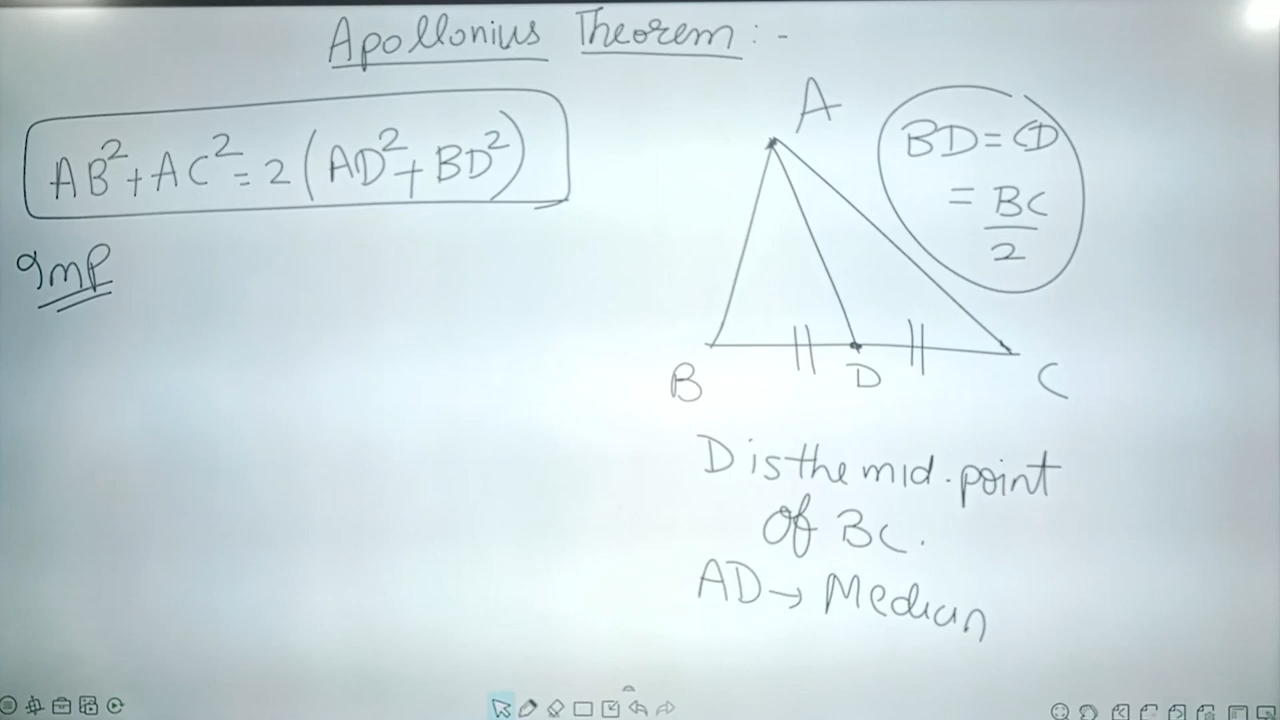 Apollonius Theorem : -
AB²+AC²=2(AD²+BD²)
Imp
A
BD=CD
=BC/2
B
D
C
D is the mid.point
of BC.
AD→Median